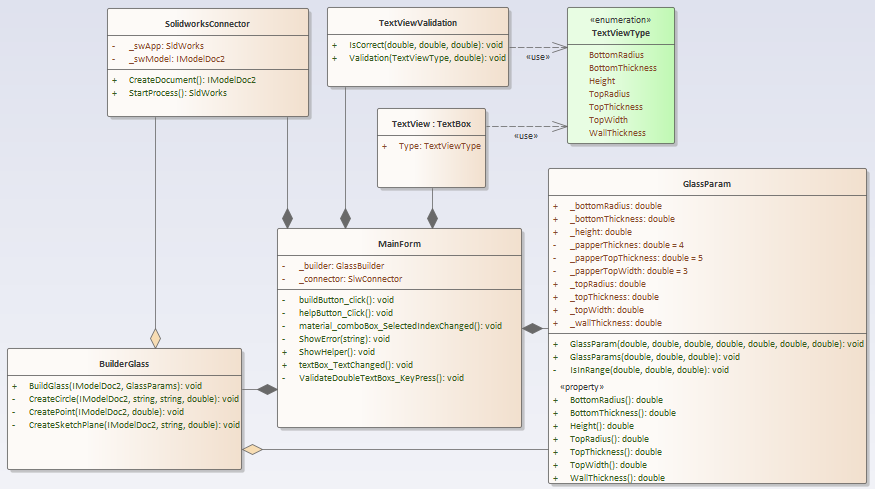 SolidworksConnector
- _swApp: SldWorks
- _swModel: IModelDoc2
+ CreateDocument(): IModelDoc2
+ StartProcess(): SldWorks
TextViewValidation
+ IsCorrect(double, double, double): void
+ Validation(TextViewType, double): void
«use»
«enumeration»
TextViewType
BottomRadius
BottomThickness
Height
TopRadius
TopThickness
TopWidth
WallThickness
TextView : TextBox
+ Type: TextViewType
«use»
GlassParam
+ _bottomRadius: double
+ _bottomThickness: double
+ _height: double
- _papperThicknes: double = 4
- _papperTopThickness: double = 5
- _papperTopWidth: double = 3
+ _topRadius: double
+ _topThickness: double
+ _topWidth: double
+ _wallThickness: double
+ GlassParam(double, double, double, double, double, double, double): void
+ GlassParams(double, double, double): void
- IsInRange(double, double, double): void
«property»
+ BottomRadius(): double
+ BottomThickness(): double
+ Height(): double
+ TopRadius(): double
+ TopThickness(): double
+ TopWidth(): double
+ WallThickness(): double
MainForm
- _builder: GlassBuilder
- _connector: SlwConnector
- buildButton_click(): void
- helpButton_Click(): void
- material_comboBox_SelectedIndexChanged(): void
- ShowError(string): void
+ ShowHelper(): void
+ textBox_TextChanged(): void
- ValidateDoubleTextBoxs_KeyPress(): void
BuilderGlass
+ BuildGlass(IModelDoc2, GlassParams): void
- CreateCircle(IModelDoc2, string, string, double): void
- CreatePoint(IModelDoc2, double): void
- CreateSketchPlane(IModelDoc2, string, double): void